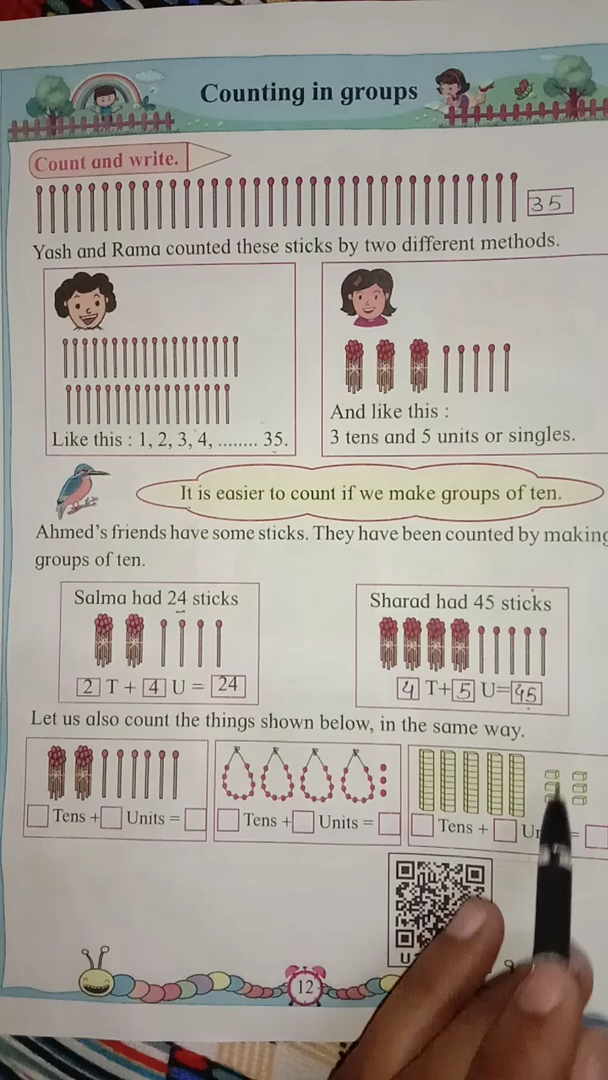 Counting in groups
Count and write.
35
Yash and Rama counted these sticks by two different methods.
Like this : 1, 2, 3, 4, ........ 35.
And like this :
3 tens and 5 units or singles.
It is easier to count if we make groups of ten.
Ahmed's friends have some sticks. They have been counted by making
groups of ten.
Salma had 24 sticks
2 T + 4 U = 24
Sharad had 45 sticks
4 T+ 5 U= 45
Let us also count the things shown below, in the same way.
Tens + Units =
Tens + Units =
Tens + =
12